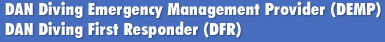 DAN Diving Emergency Management Provider (DEMP)
DAN Diving First Responder (DFR)